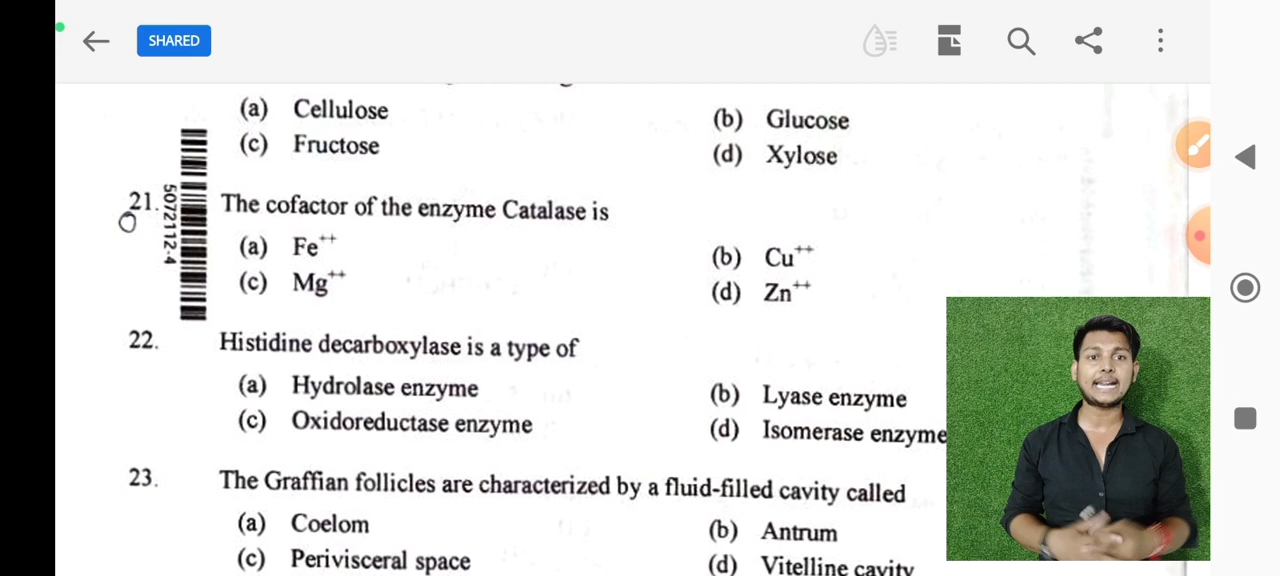 SHARED
(a) Cellulose
(b) Glucose
(c) Fructose
(d) Xylose
5072112-4
21. The cofactor of the enzyme Catalase is
(a) Fe⁺⁺
(b) Cu⁺⁺
(c) Mg⁺⁺
(d) Zn⁺⁺
22. Histidine decarboxylase is a type of
(a) Hydrolase enzyme
(b) Lyase enzyme
(c) Oxidoreductase enzyme
(d) Isomerase enzyme
23. The Graffian follicles are characterized by a fluid-filled cavity called
(a) Coelom
(b) Antrum
(c) Perivisceral space
(d) Vitelline cavity